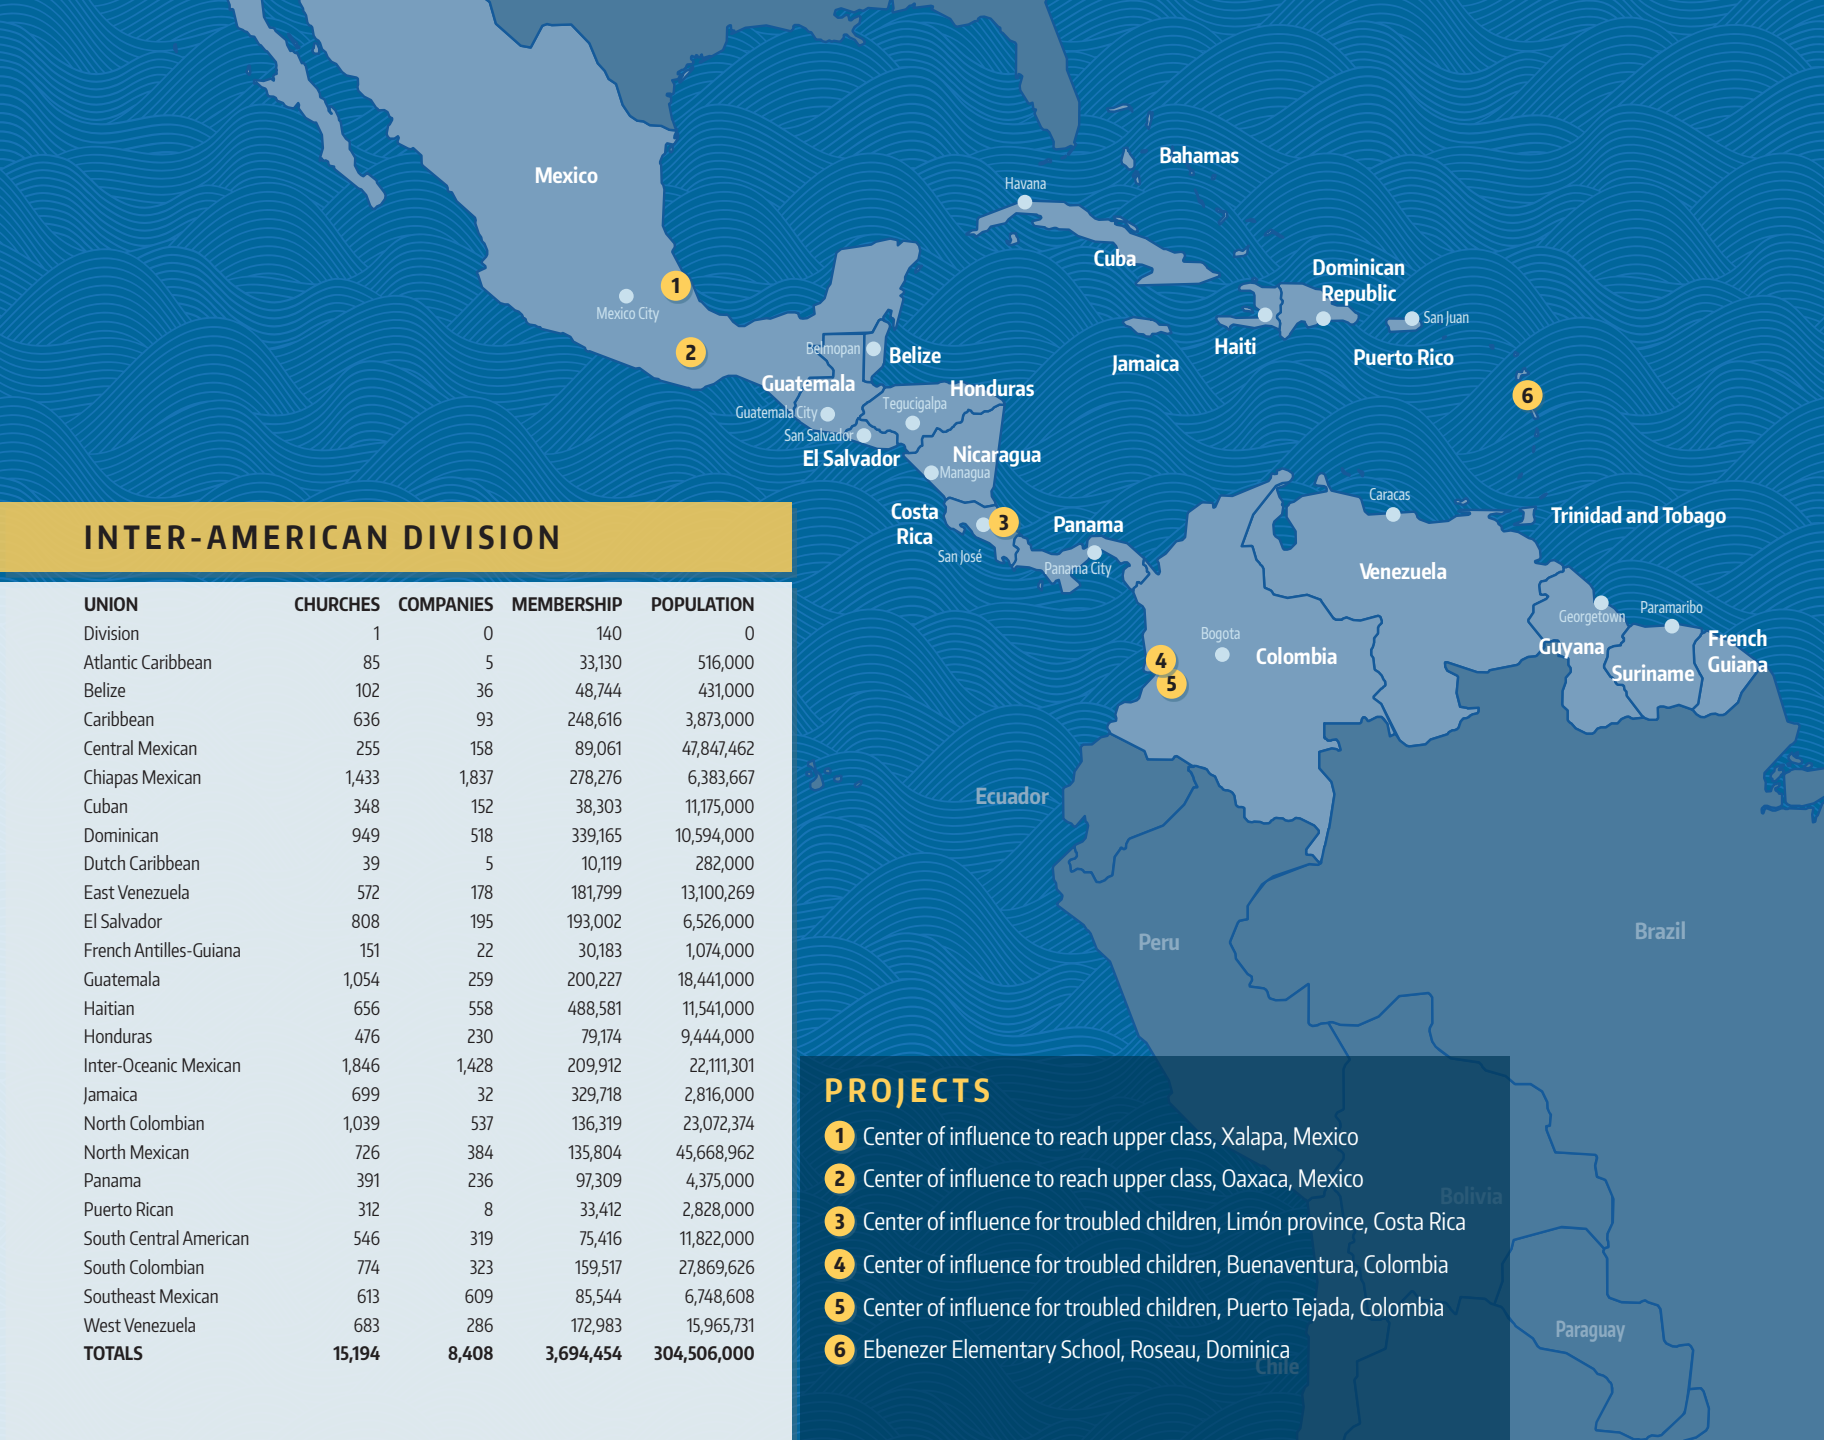 Mexico
Bahamas
Havana
Cuba
Dominican
Republic
Mexico City
San Juan
Haiti
Jamaica
Puerto Rico
Belmopan
Belize
Guatemala
Honduras
Tegucigalpa
Guatemala City
San Salvador
El Salvador
Nicaragua
Managua
Caracas
Costa
Rica
Panama
Trinidad and Tobago
San José
Panama City
Venezuela
Georgetown
Paramaribo
Bogota
Colombia
Guyana
French
Guiana
Suriname
Ecuador
Peru
Brazil
Bolivia
Paraguay
Chile
1
2
3
4
5
6
INTER-AMERICAN DIVISION
UNION CHURCHES COMPANIES MEMBERSHIP POPULATION
Division 1 0 140 0
Atlantic Caribbean 85 5 33,130 516,000
Belize 102 36 48,744 431,000
Caribbean 636 93 248,616 3,873,000
Central Mexican 255 158 89,061 47,847,462
Chiapas Mexican 1,433 1,837 278,276 6,383,667
Cuban 348 152 38,303 11,175,000
Dominican 949 518 339,165 10,594,000
Dutch Caribbean 39 5 10,119 282,000
East Venezuela 572 178 181,799 13,100,269
El Salvador 808 195 193,002 6,526,000
French Antilles-Guiana 151 22 30,183 1,074,000
Guatemala 1,054 259 200,227 18,441,000
Haitian 656 558 488,581 11,541,000
Honduras 476 230 79,174 9,444,000
Inter-Oceanic Mexican 1,846 1,428 209,912 22,111,301
Jamaica 699 32 329,718 2,816,000
North Colombian 1,039 537 136,319 23,072,374
North Mexican 726 384 135,804 45,668,962
Panama 391 236 97,309 4,375,000
Puerto Rican 312 8 33,412 2,828,000
South Central American 546 319 75,416 11,822,000
South Colombian 774 323 159,517 27,869,626
Southeast Mexican 613 609 85,544 6,748,608
West Venezuela 683 286 172,983 15,965,731
TOTALS 15,194 8,408 3,694,454 304,506,000
PROJECTS
1 Center of influence to reach upper class, Xalapa, Mexico
2 Center of influence to reach upper class, Oaxaca, Mexico
3 Center of influence for troubled children, Limón province, Costa Rica
4 Center of influence for troubled children, Buenaventura, Colombia
5 Center of influence for troubled children, Puerto Tejada, Colombia
6 Ebenezer Elementary School, Roseau, Dominica